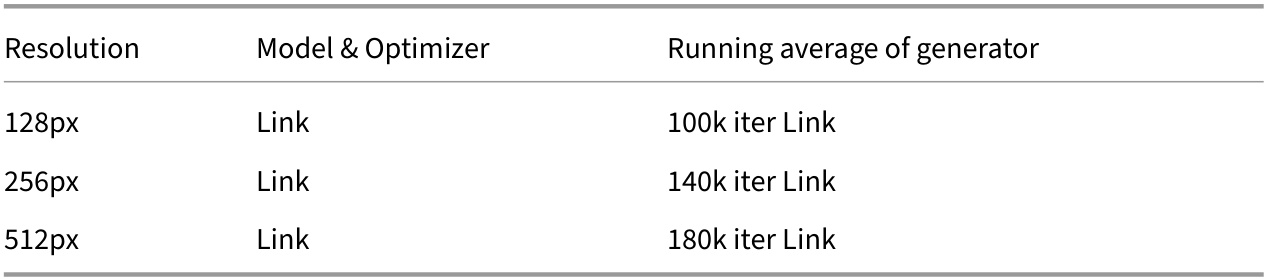 Resolution Model & Optimizer Running average of generator
128px Link 100k iter Link
256px Link 140k iter Link
512px Link 180k iter Link